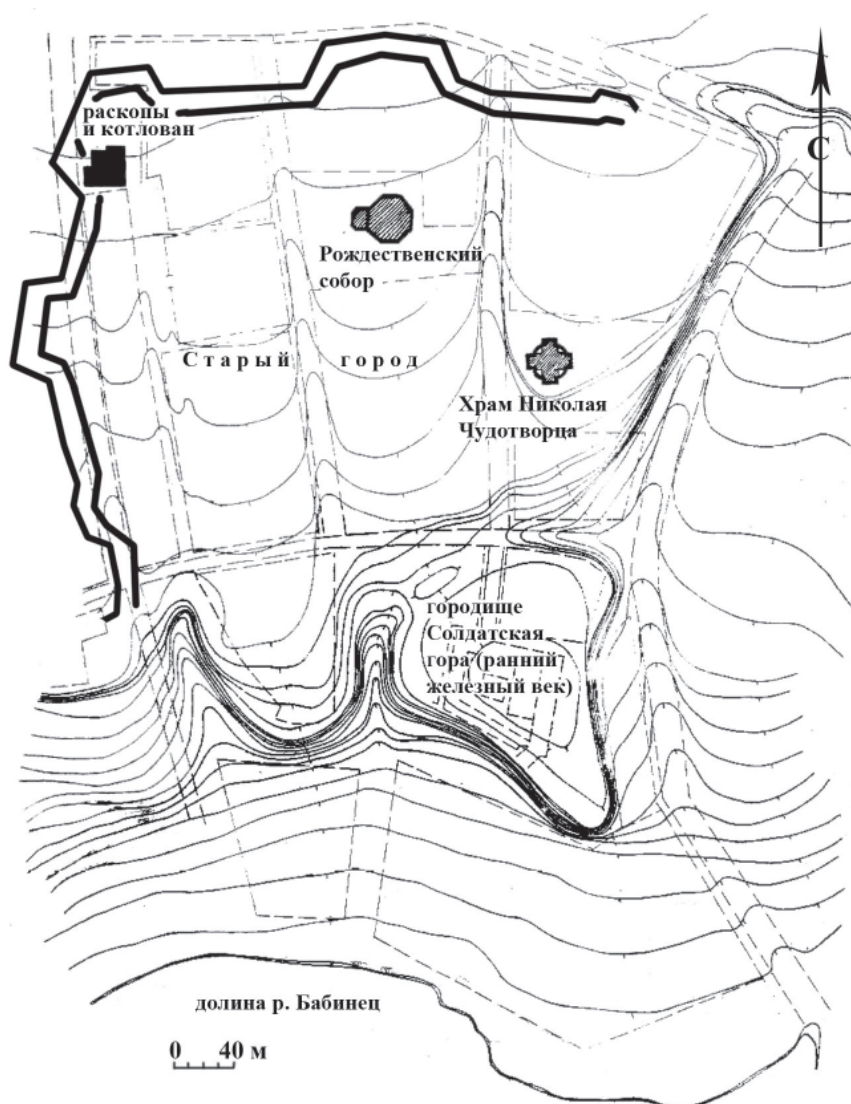 раскопы
и котлован
С
Рождественский
собор
Старый город
Храм Николая
Чудотворца
городище
Солдатская
гора (ранний
железный век)
долина р. Бабинец
0 40 м